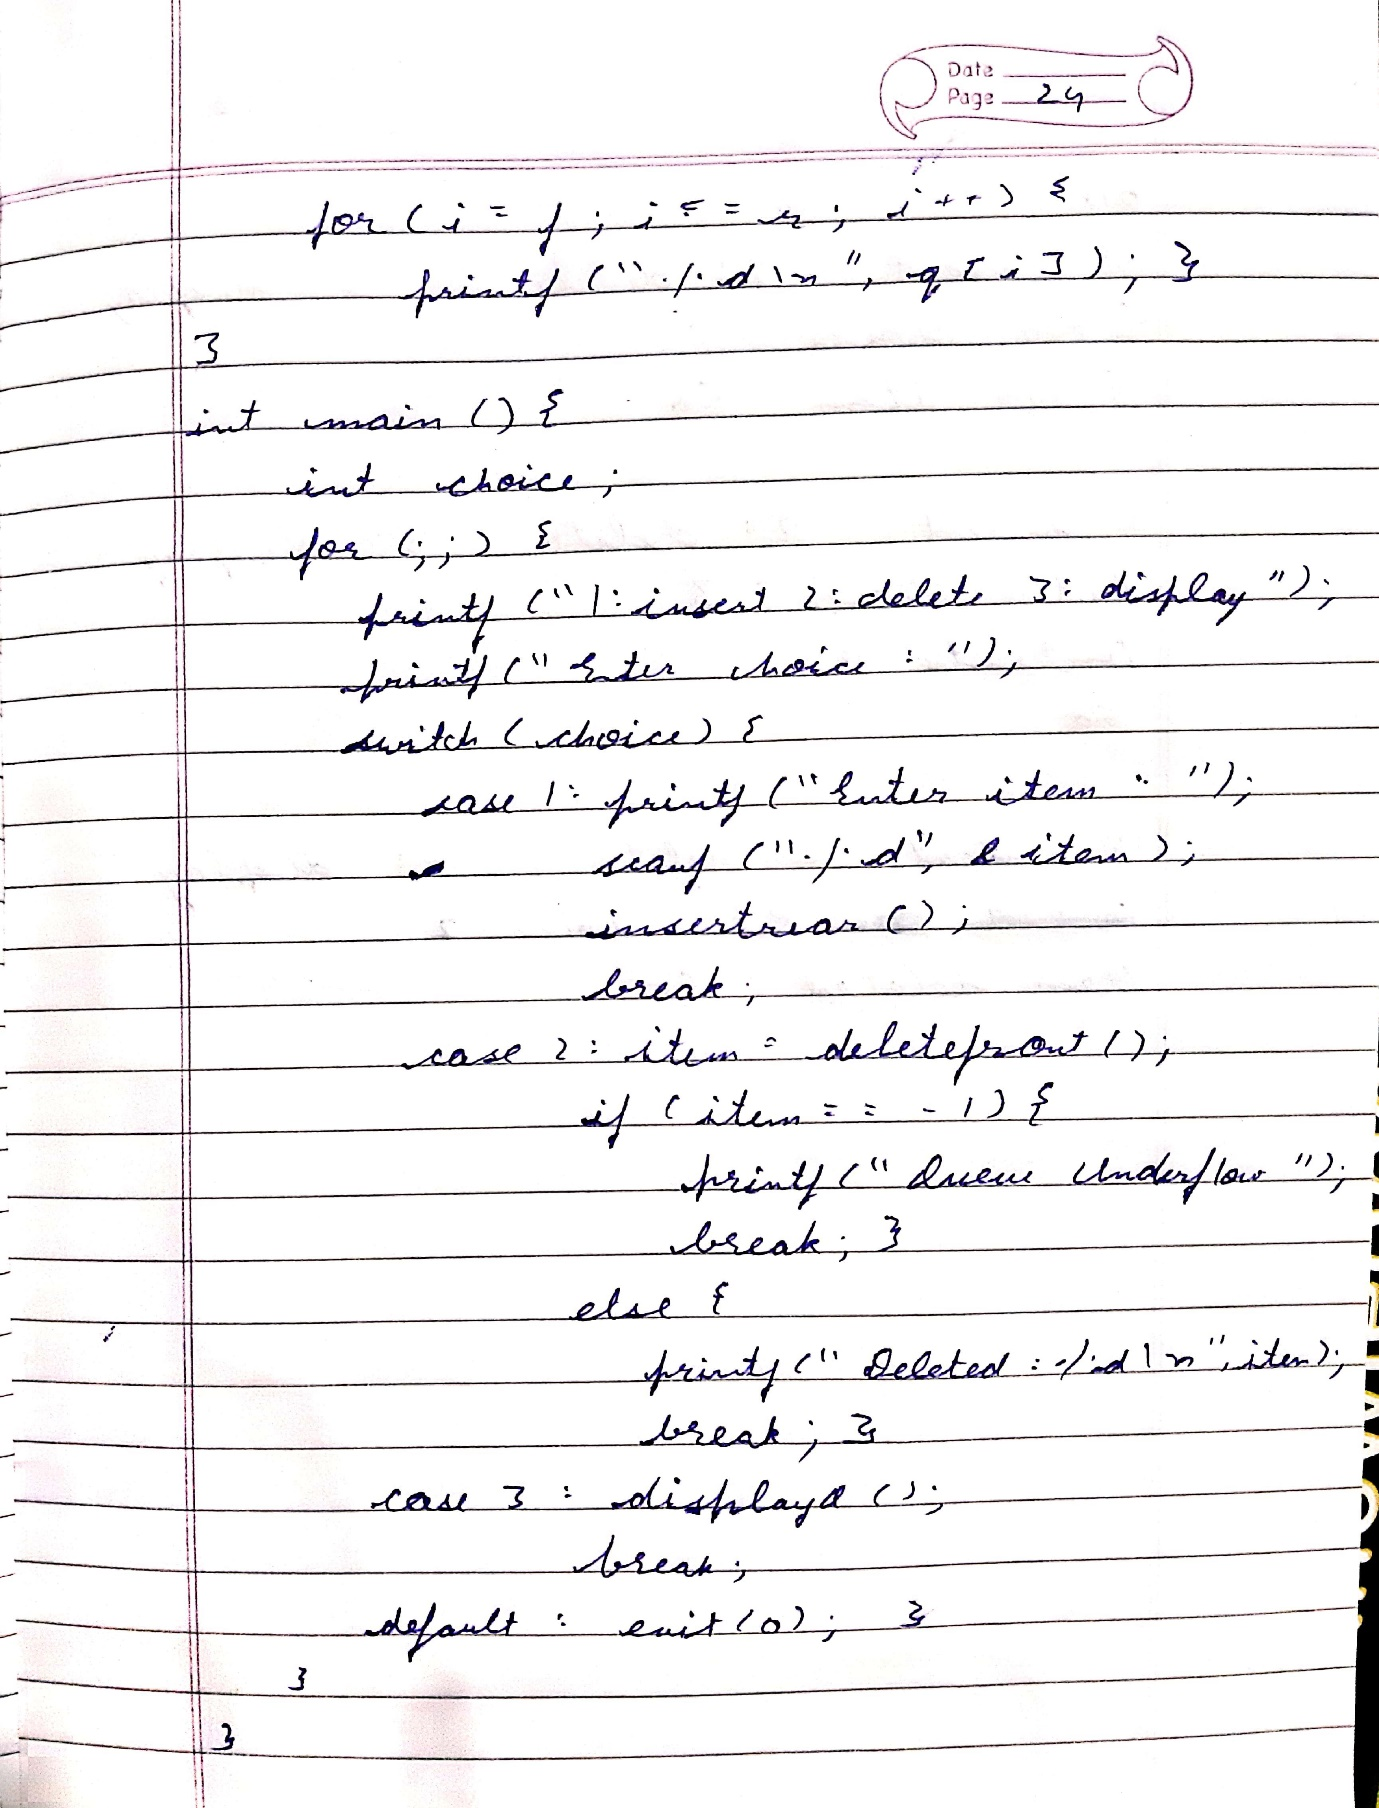 Date
Page 24
for (i = f ; i <= r ; i++) {
printf ("%d\n", q[i]) ; }
}
int main () {
int choice ;
for (;;) {
printf ("1: insert 2: delete 3: display ");
printf (" Enter choice : ");
switch (choice) {
case 1: printf ("Enter item : ");
scanf ("%d", & item );
insertrear () ;
break ;
case 2 : item = deletefront ();
if (item == -1) {
printf (" Queue Underflow ");
break ; }
else {
printf (" Deleted : %d\n", item);
break ; }
case 3 : displayQ ();
break ;
default : exit (0) ; }
}
}